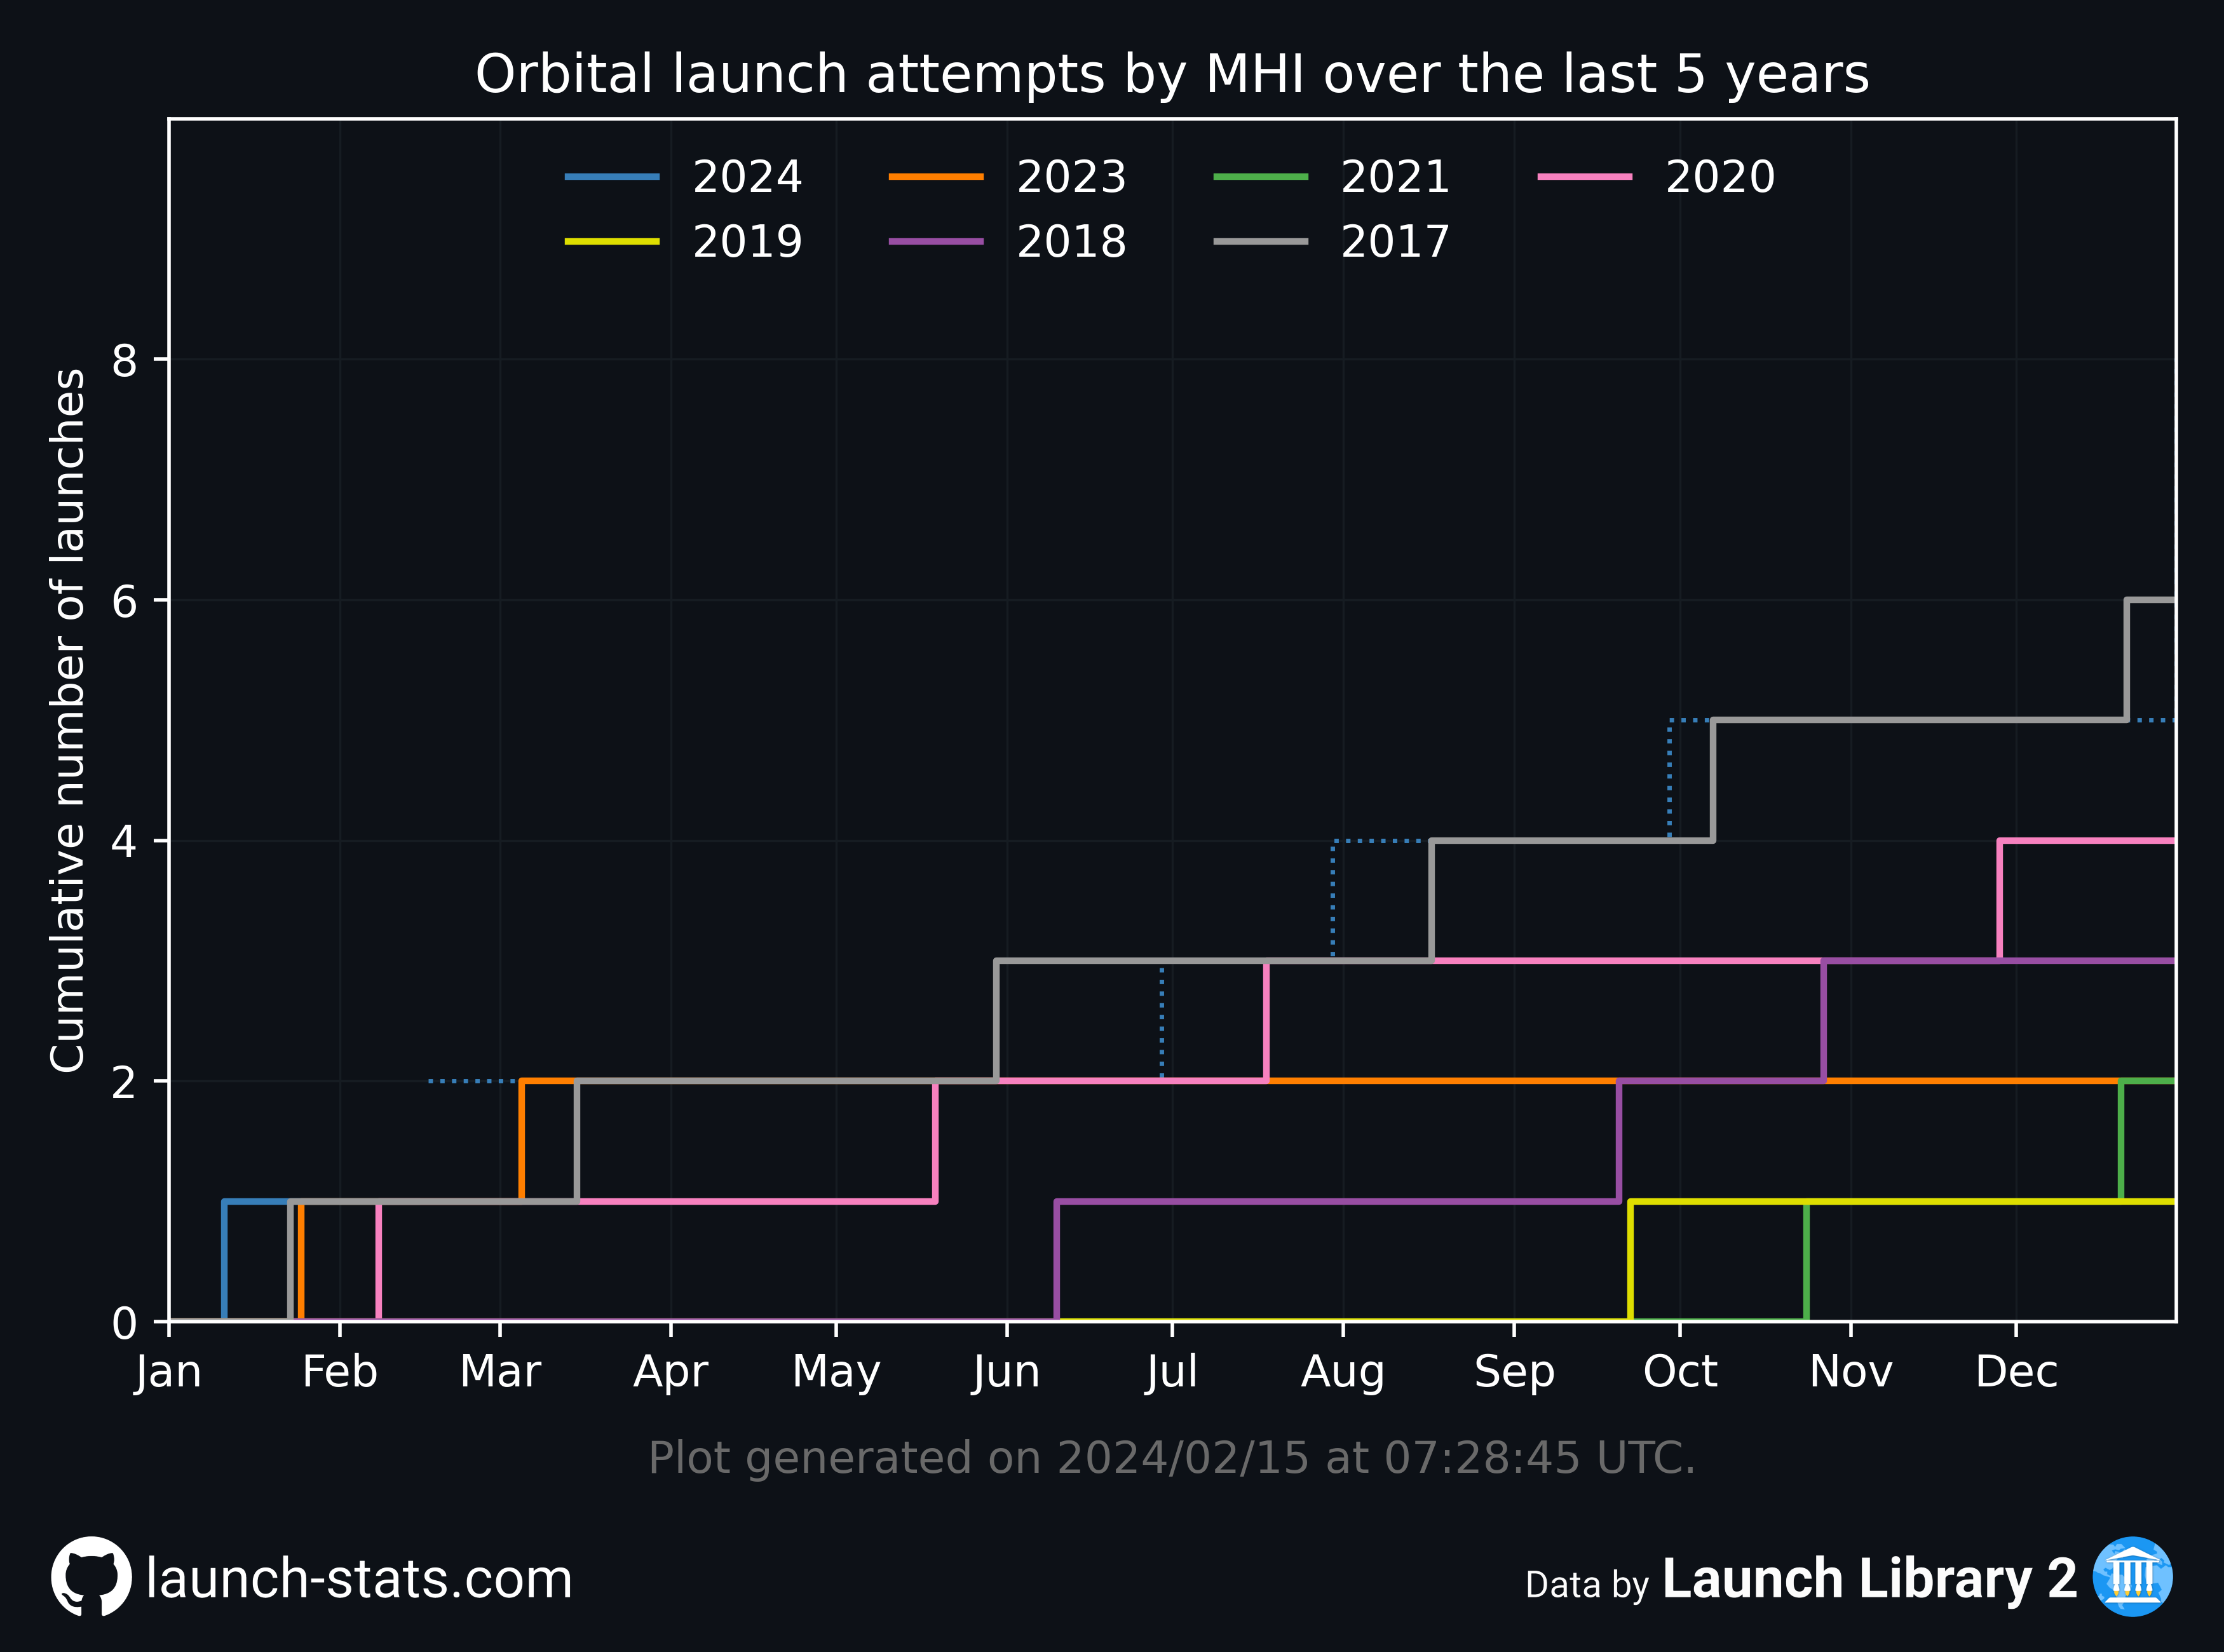 Orbital launch attempts by MHI over the last 5 years
2024 2023 2021 2020
2019 2018 2017
Cumulative number of launches
8
6
4
2
0
Jan Feb Mar Apr May Jun Jul Aug Sep Oct Nov Dec
Plot generated on 2024/02/15 at 07:28:45 UTC.
launch-stats.com
Data by Launch Library 2